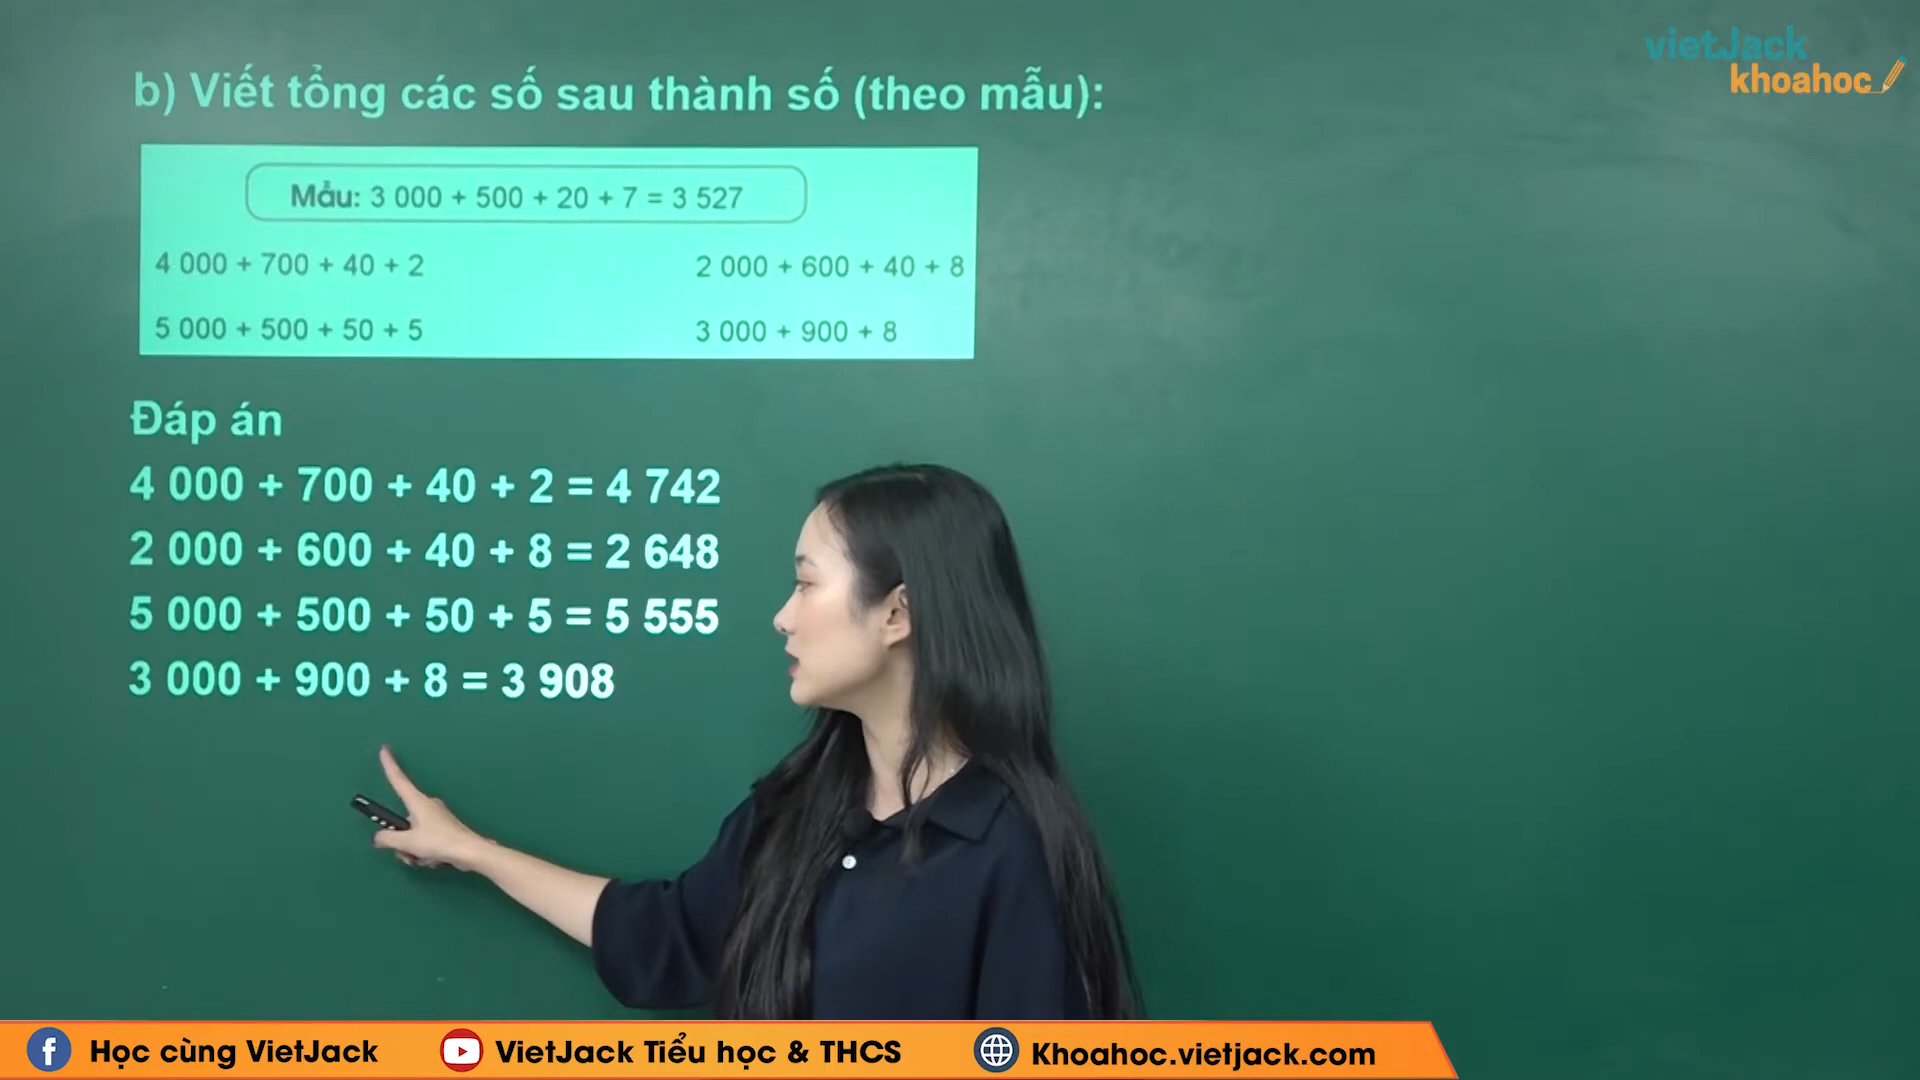 vietJack
khoahoc
b) Viết tổng các số sau thành số (theo mẫu):
Mẫu: 3 000 + 500 + 20 + 7 = 3 527
4 000 + 700 + 40 + 2
2 000 + 600 + 40 + 8
5 000 + 500 + 50 + 5
3 000 + 900 + 8
Đáp án
4 000 + 700 + 40 + 2 = 4 742
2 000 + 600 + 40 + 8 = 2 648
5 000 + 500 + 50 + 5 = 5 555
3 000 + 900 + 8 = 3 908
Học cùng VietJack
VietJack Tiểu học & THCS
Khoahoc.vietjack.com